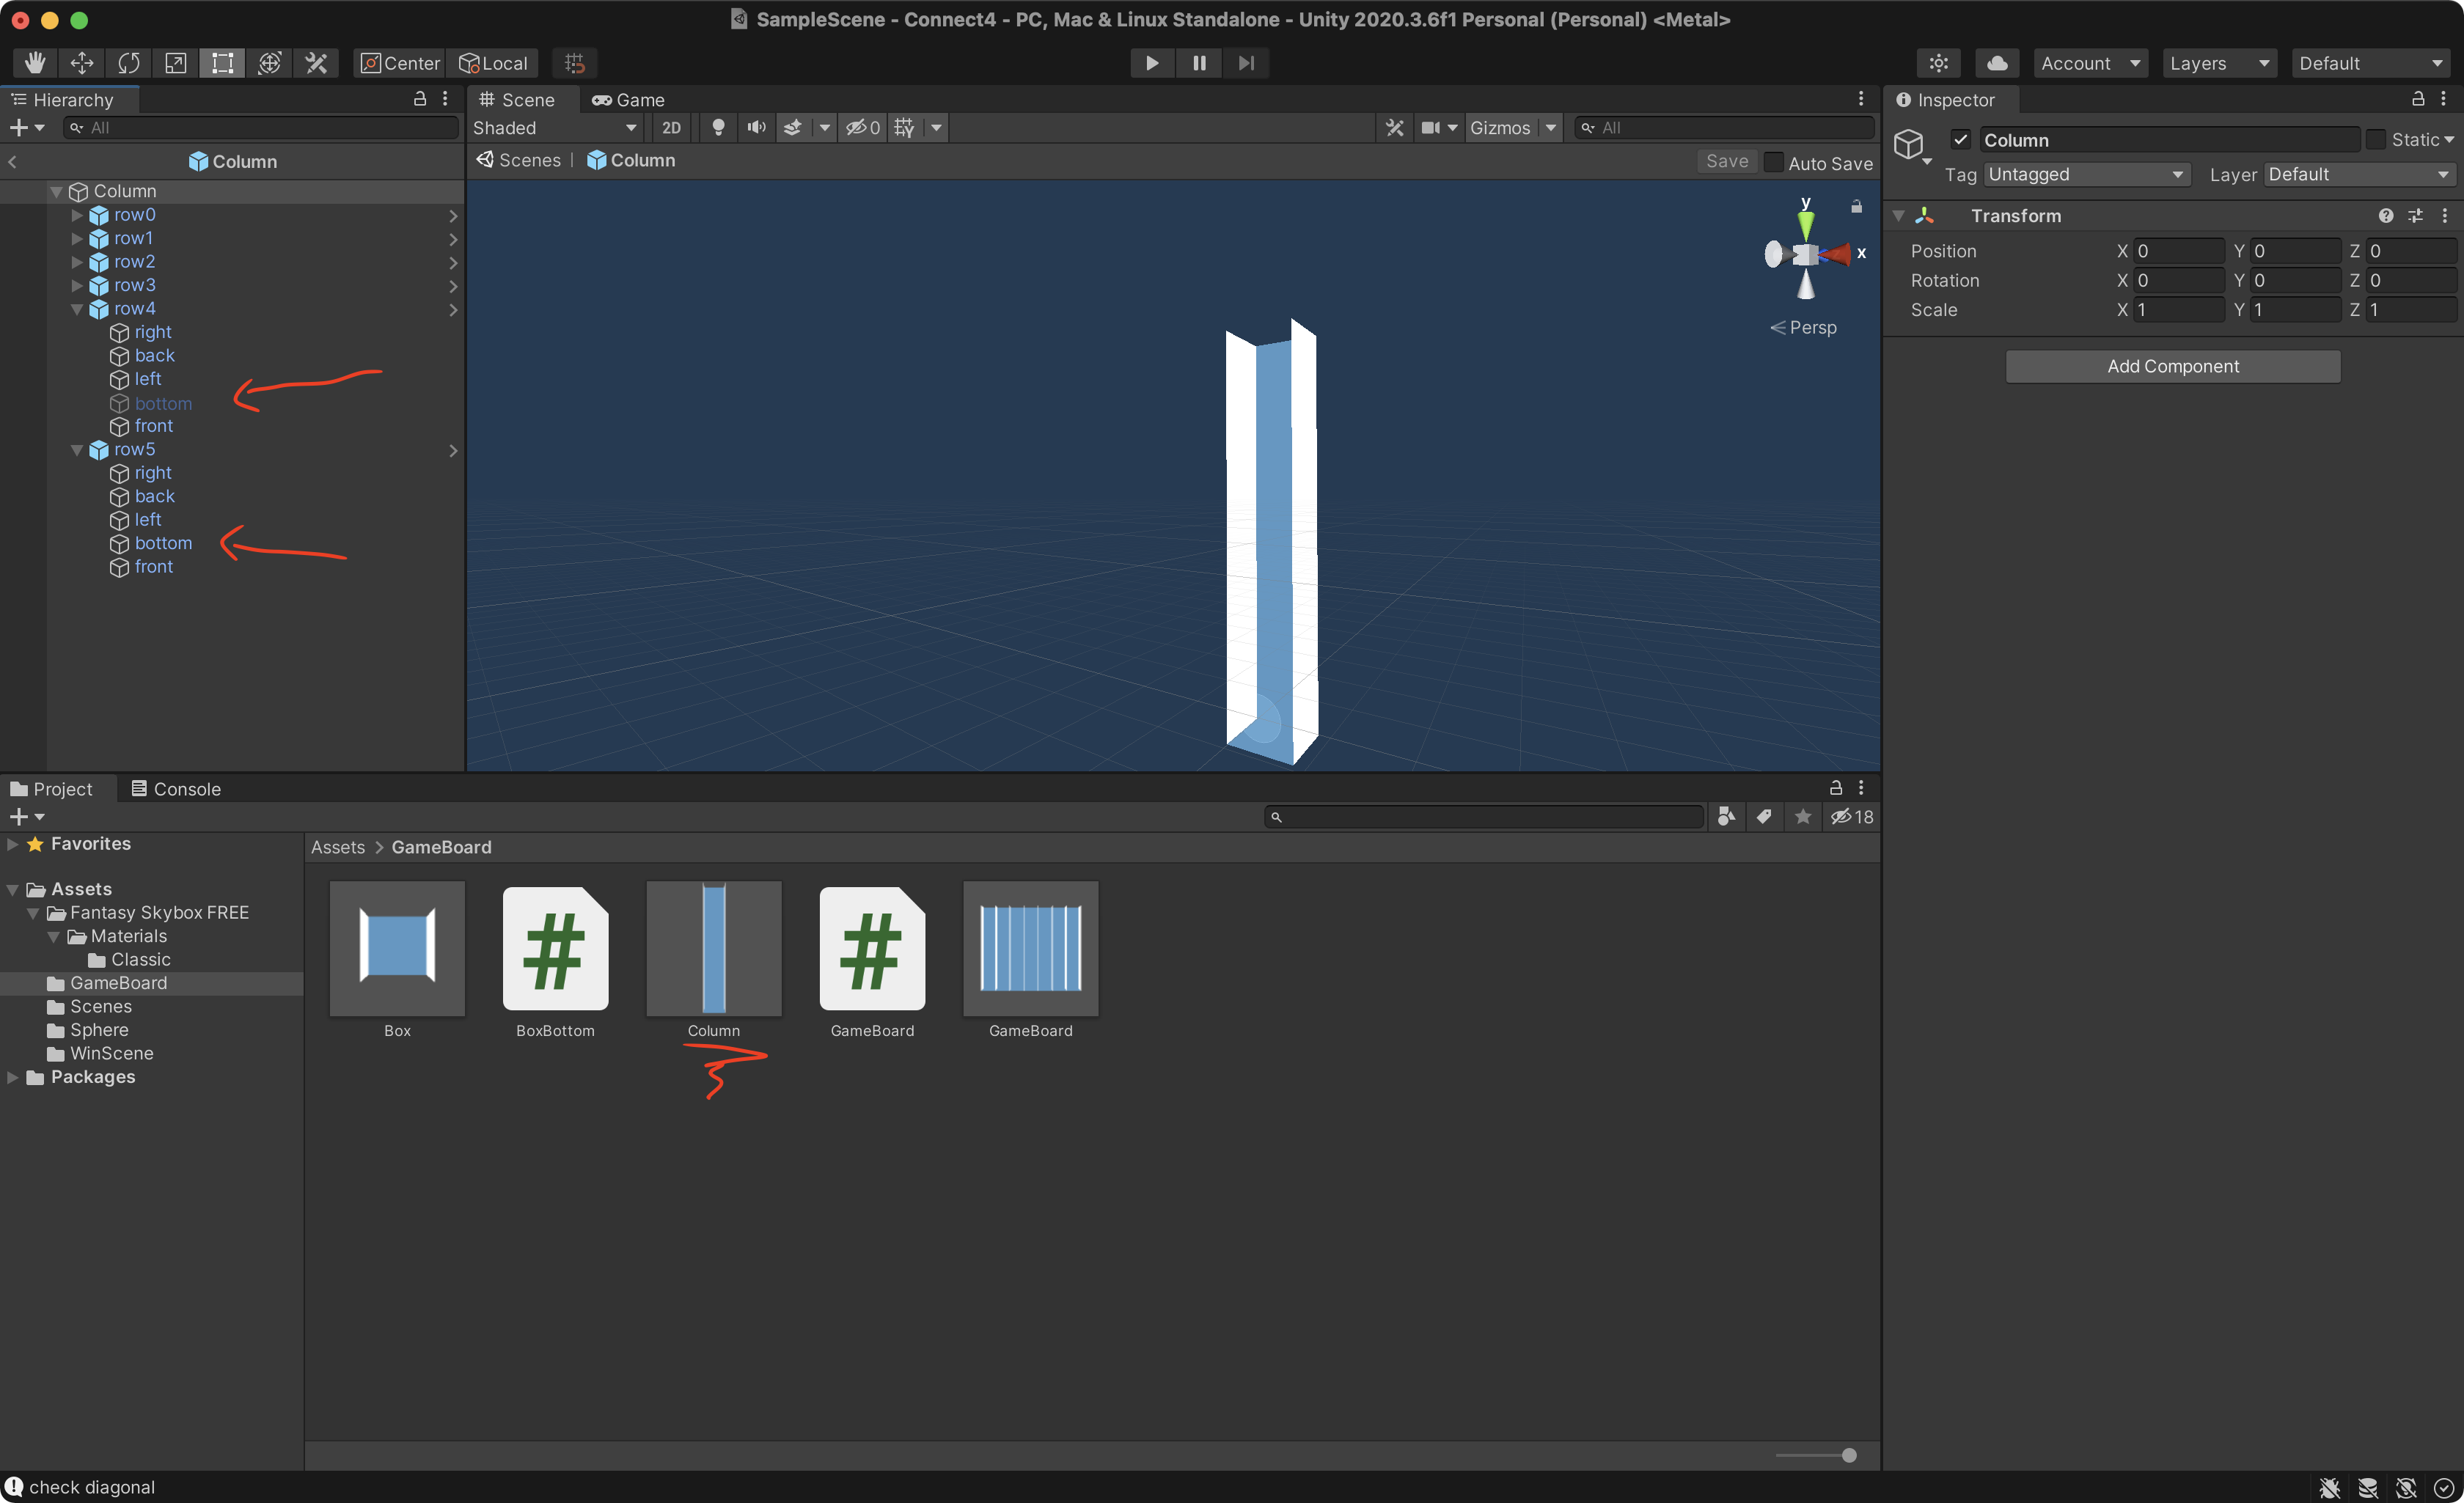 SampleScene - Connect4 - PC, Mac & Linux Standalone - Unity 2020.3.6f1 Personal (Personal) <Metal>
Center Local Account Layers Default
Hierarchy
All
Column
Column
row0
row1
row2
row3
row4
right
back
left
bottom
front
row5
right
back
left
bottom
front
Scene Game
Shaded 2D 0 Gizmos All
Scenes | Column Save Auto Save
y
x
Persp
Inspector
Column Static
Tag Untagged Layer Default
Transform
Position X 0 Y 0 Z 0
Rotation X 0 Y 0 Z 0
Scale X 1 Y 1 Z 1
Add Component
Project Console
18
Favorites
Assets
Fantasy Skybox FREE
Materials
Classic
GameBoard
Scenes
Sphere
WinScene
Packages
Assets > GameBoard
# #
Box BoxBottom Column GameBoard GameBoard
check diagonal